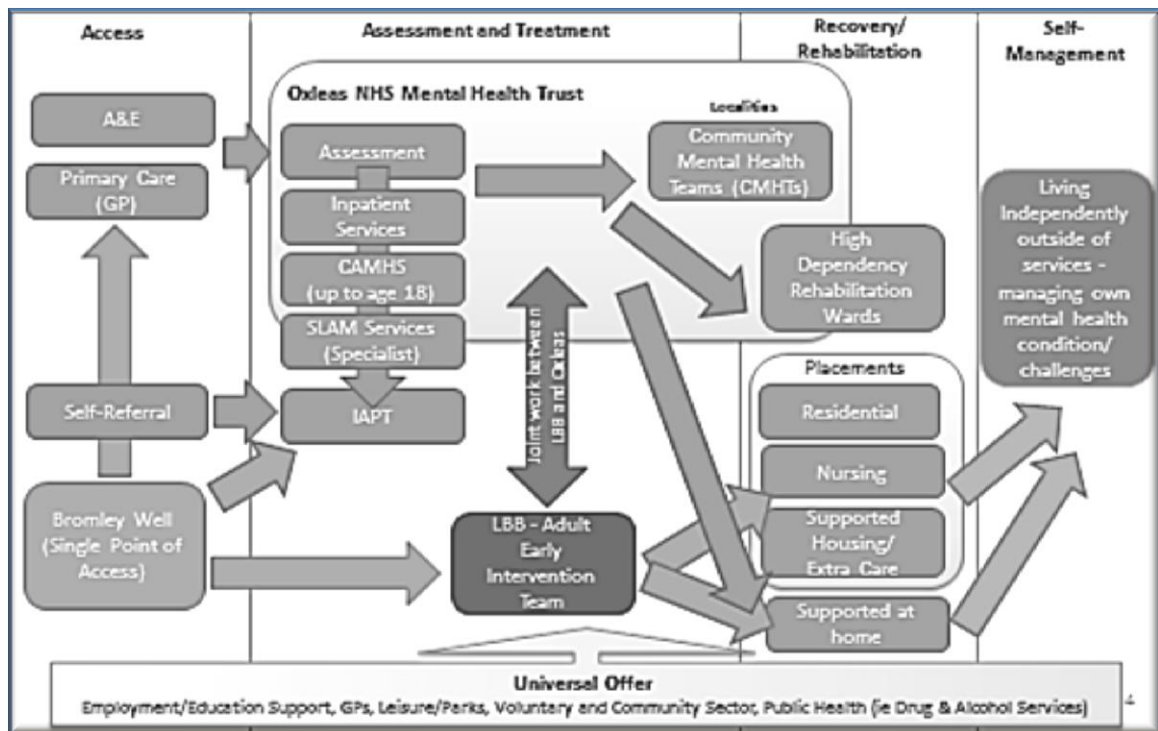 Access
Assessment and Treatment
Recovery/
Rehabilitation
Self-
Management
Oxleas NHS Mental Health Trust
Localities
A&E
Primary Care
(GP)
Self-Referral
Bromley Well
(Single Point of
Access)
Assessment
Inpatient
Services
CAMHS
(up to age 18)
SLAM Services
(Specialist)
IAPT
Community
Mental Health
Teams (CMHTs)
Joint work between
LBB and Oxleas
LBB - Adult
Early
Intervention
Team
High
Dependency
Rehabilitation
Wards
Placements
Residential
Nursing
Supported
Housing/
Extra Care
Supported at
home
Living
Independently
outside of
services -
managing own
mental health
condition/
challenges
Universal Offer
Employment/Education Support, GPs, Leisure/Parks, Voluntary and Community Sector, Public Health (ie Drug & Alcohol Services)
4